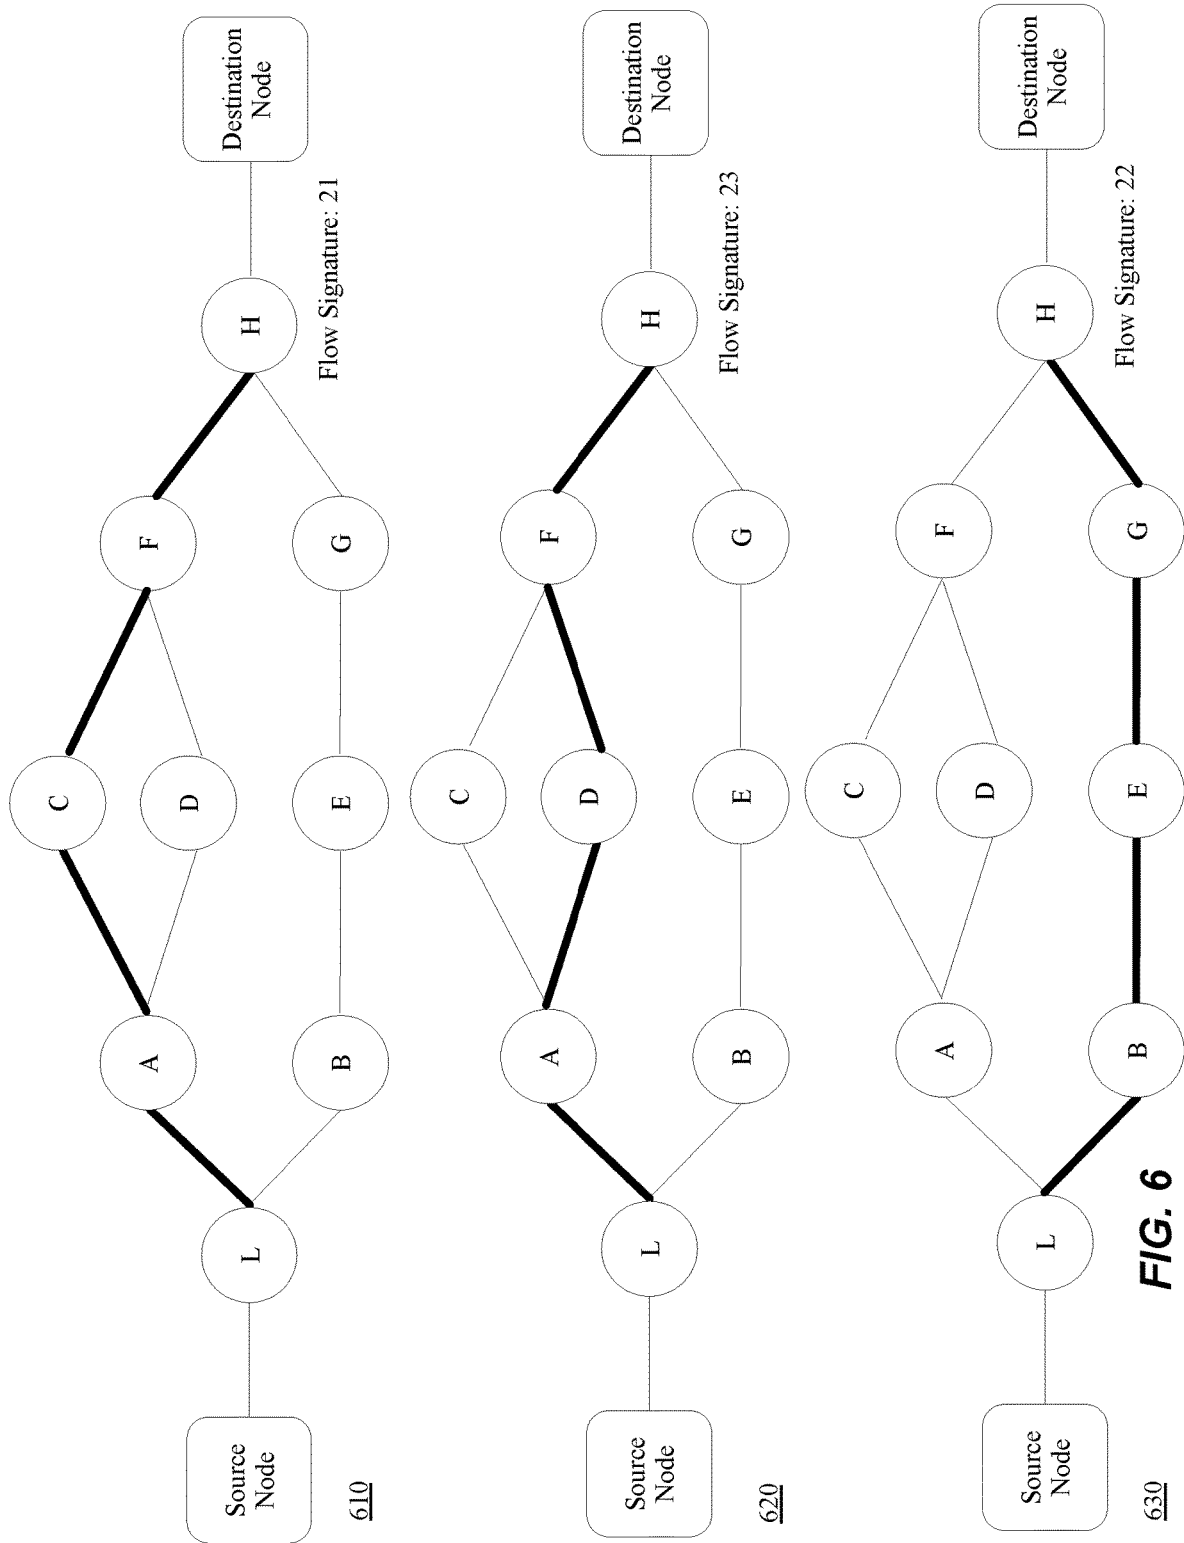 Source
Node
L
A
B
C
D
E
F
G
H
Destination
Node
Flow Signature: 21
610
Source
Node
L
A
B
C
D
E
F
G
H
Destination
Node
Flow Signature: 23
620
Source
Node
L
A
B
C
D
E
F
G
H
Destination
Node
Flow Signature: 22
630
FIG. 6